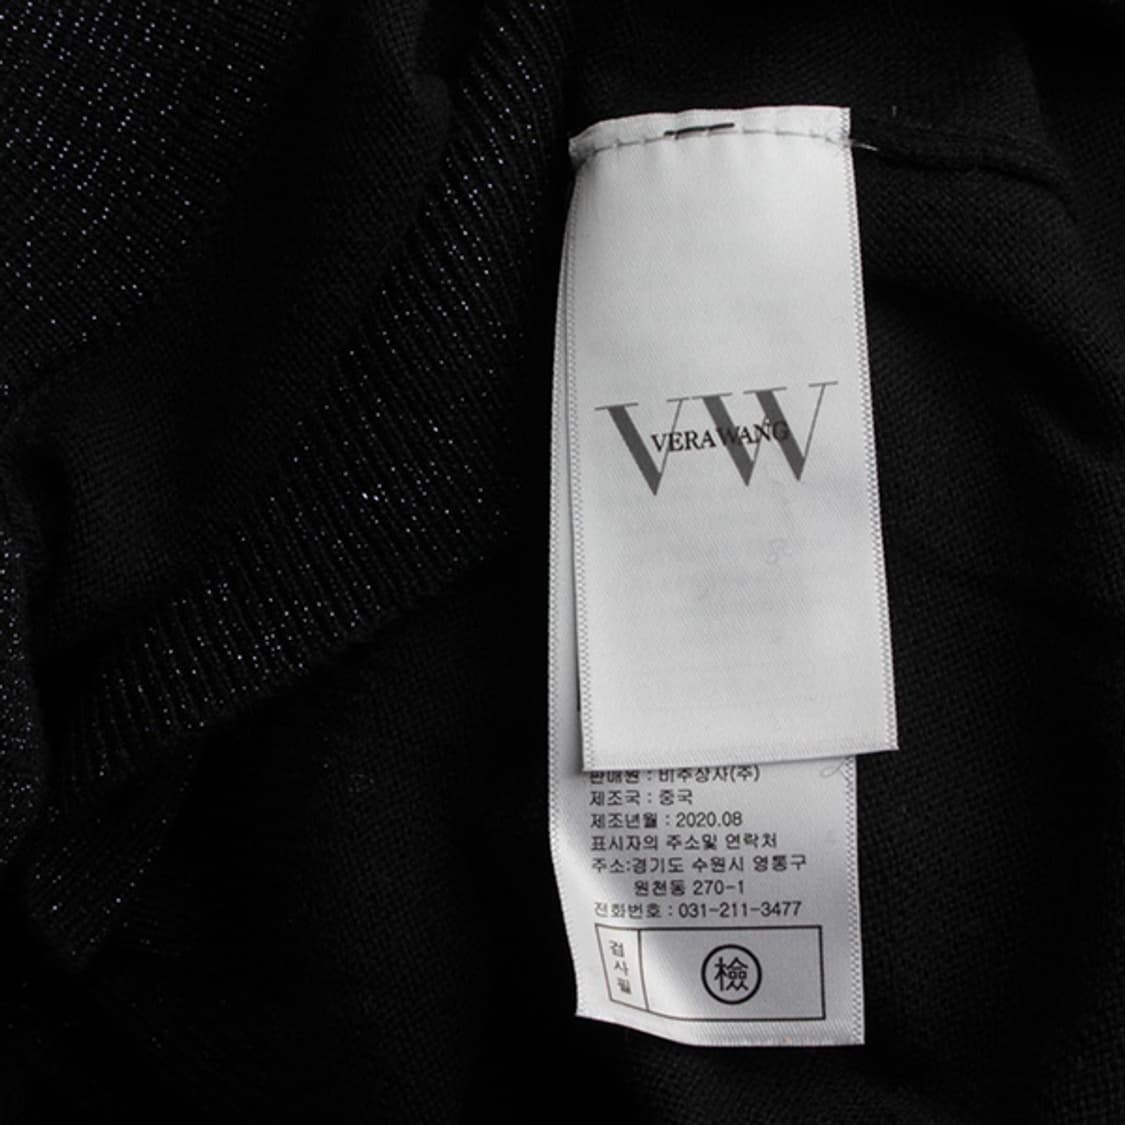 VW
VERA WANG
판매원 : 비주상사(주)
제조국 : 중국
제조년월 : 2020.08
표시자의 주소및 연락처
주소:경기도 수원시 영통구
원천동 270-1
전화번호 : 031-211-3477
검사필
檢